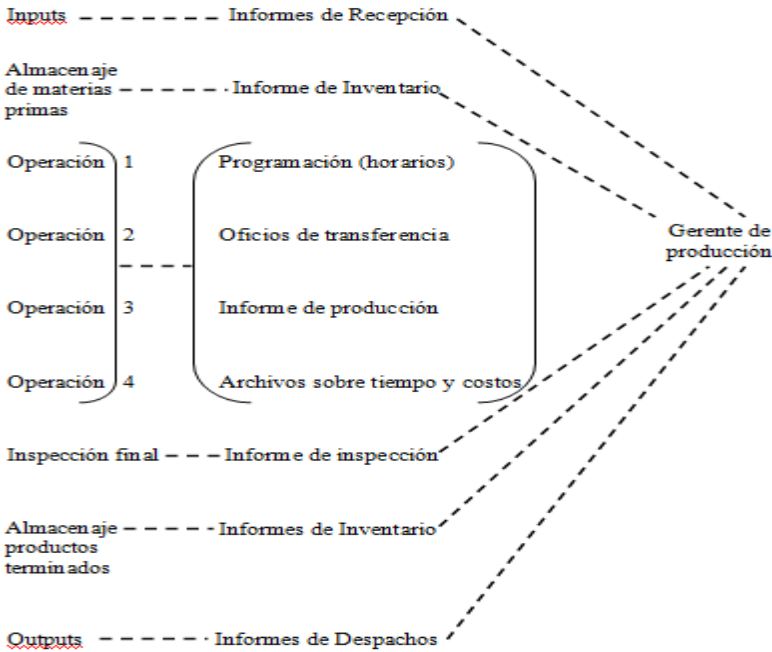 Inputs
Informes de Recepción
Almacenaje
de materias
primas
Informe de Inventario
Operación 1
Programación (horarios)
Operación 2
Oficios de transferencia
Gerente de
producción
Operación 3
Informe de producción
Operación 4
Archivos sobre tiempo y costos
Inspección final
Informe de inspección
Almacenaje
productos
terminados
Informes de Inventario
Outputs
Informes de Despachos